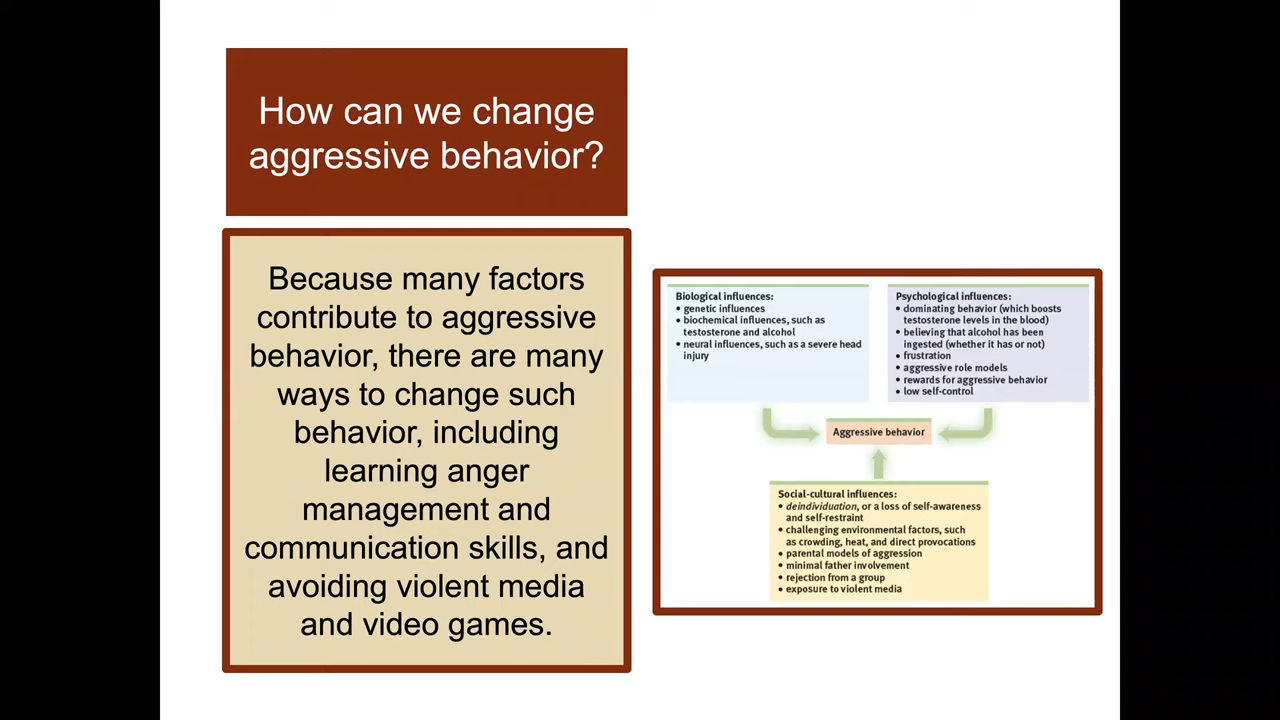 How can we change
aggressive behavior?
Because many factors
contribute to aggressive
behavior, there are many
ways to change such
behavior, including
learning anger
management and
communication skills, and
avoiding violent media
and video games.
Biological influences:
• genetic influences
• biochemical influences, such as
testosterone and alcohol
• neural influences, such as a severe head
injury
Psychological influences:
• dominating behavior (which boosts
testosterone levels in the blood)
• believing that alcohol has been
ingested (whether it has or not)
• frustration
• aggressive role models
• rewards for aggressive behavior
• low self-control
Aggressive behavior
Social-cultural influences:
• deindividuation, or a loss of self-awareness
and self-restraint
• challenging environmental factors, such
as crowding, heat, and direct provocations
• parental models of aggression
• minimal father involvement
• rejection from a group
• exposure to violent media